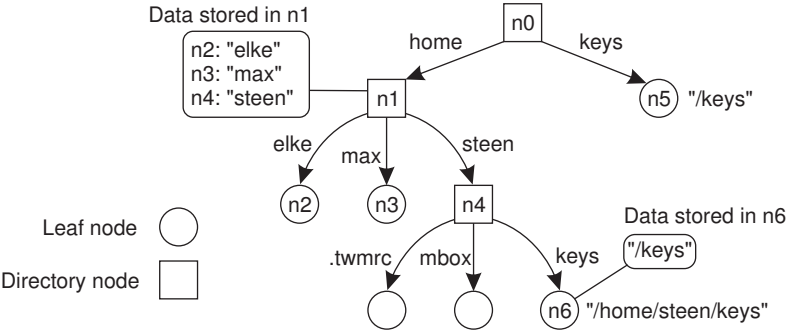 Data stored in n1
n0
n2: "elke"
n3: "max"
n4: "steen"
home
keys
n1
n5
"/keys"
elke
max
steen
n2
n3
n4
Data stored in n6
"/keys"
Leaf node
.twmrc
mbox
keys
Directory node
n6
"/home/steen/keys"